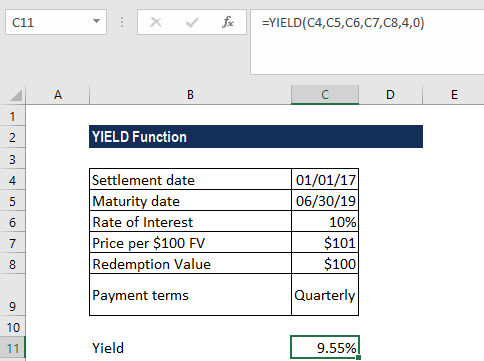 C11 fx =YIELD(C4,C5,C6,C7,C8,4,0)
A B C D E
1
2 YIELD Function
3
4 Settlement date 01/01/17
5 Maturity date 06/30/19
6 Rate of Interest 10%
7 Price per $100 FV $101
8 Redemption Value $100
9 Payment terms Quarterly
10
11 Yield 9.55%